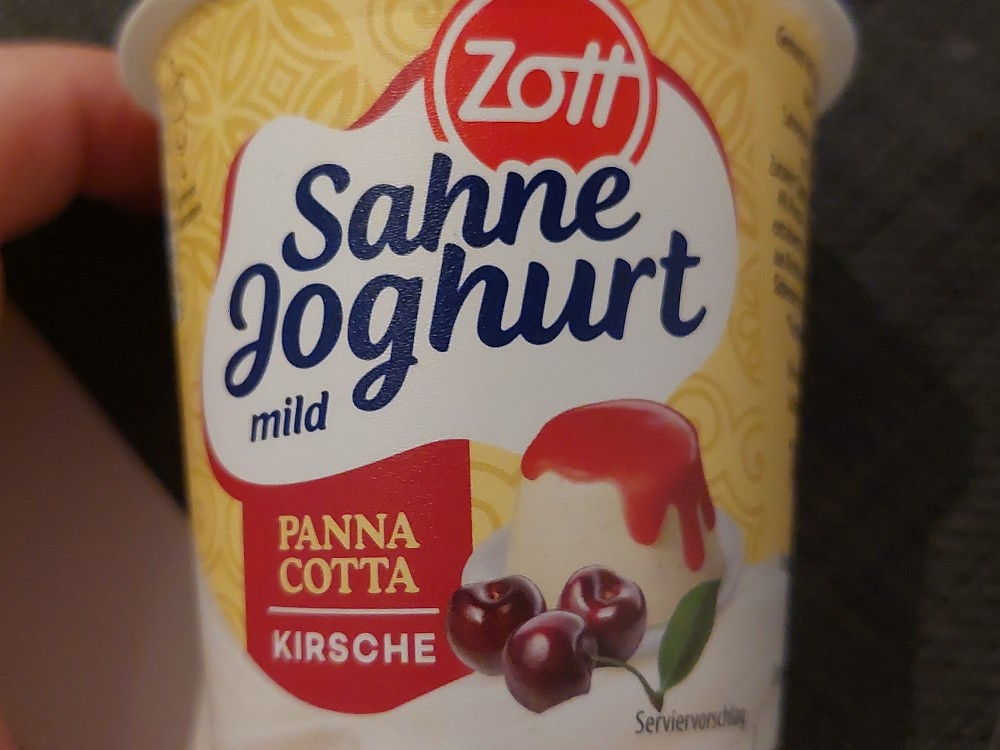 Zott
Sahne
Joghurt
mild
PANNA
COTTA
KIRSCHE
Serviervorschlag